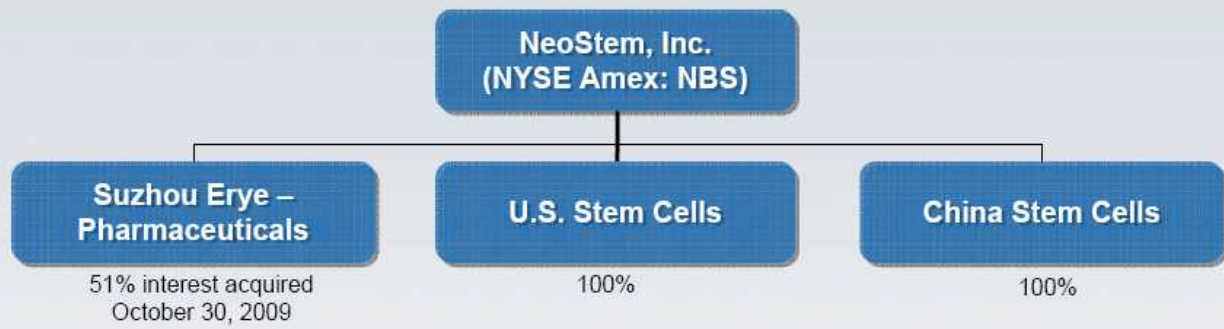 NeoStem, Inc.
(NYSE Amex: NBS)
Suzhou Erye –
Pharmaceuticals
51% interest acquired
October 30, 2009
U.S. Stem Cells
100%
China Stem Cells
100%